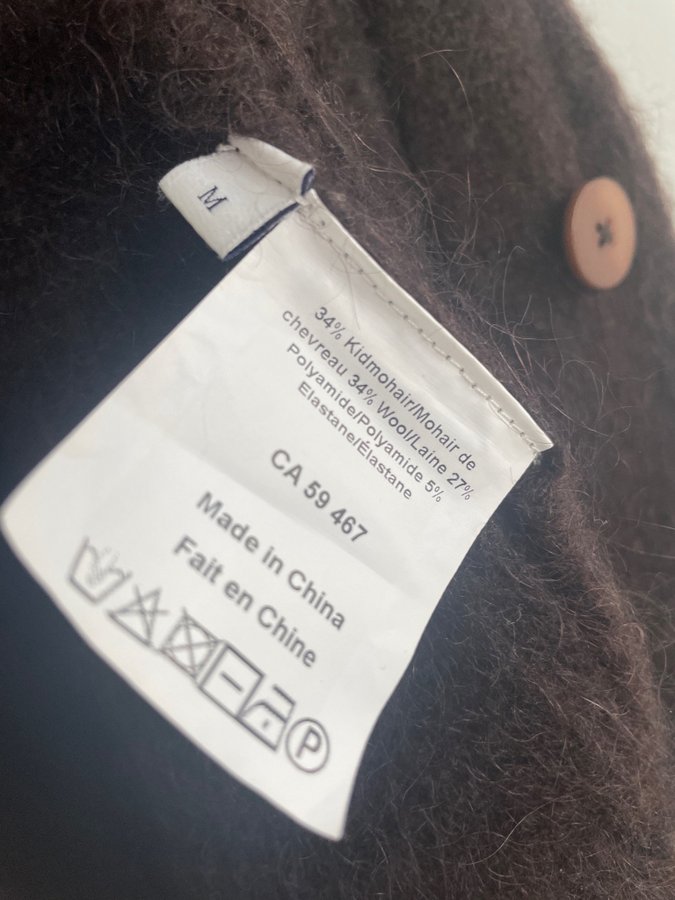 M
34% Kidmohair/Mohair de
chevreau 34% Wool/Laine 27%
Polyamide/Polyamide 5%
Elastane/Élastane
CA 59 467
Made in China
Fait en Chine
P